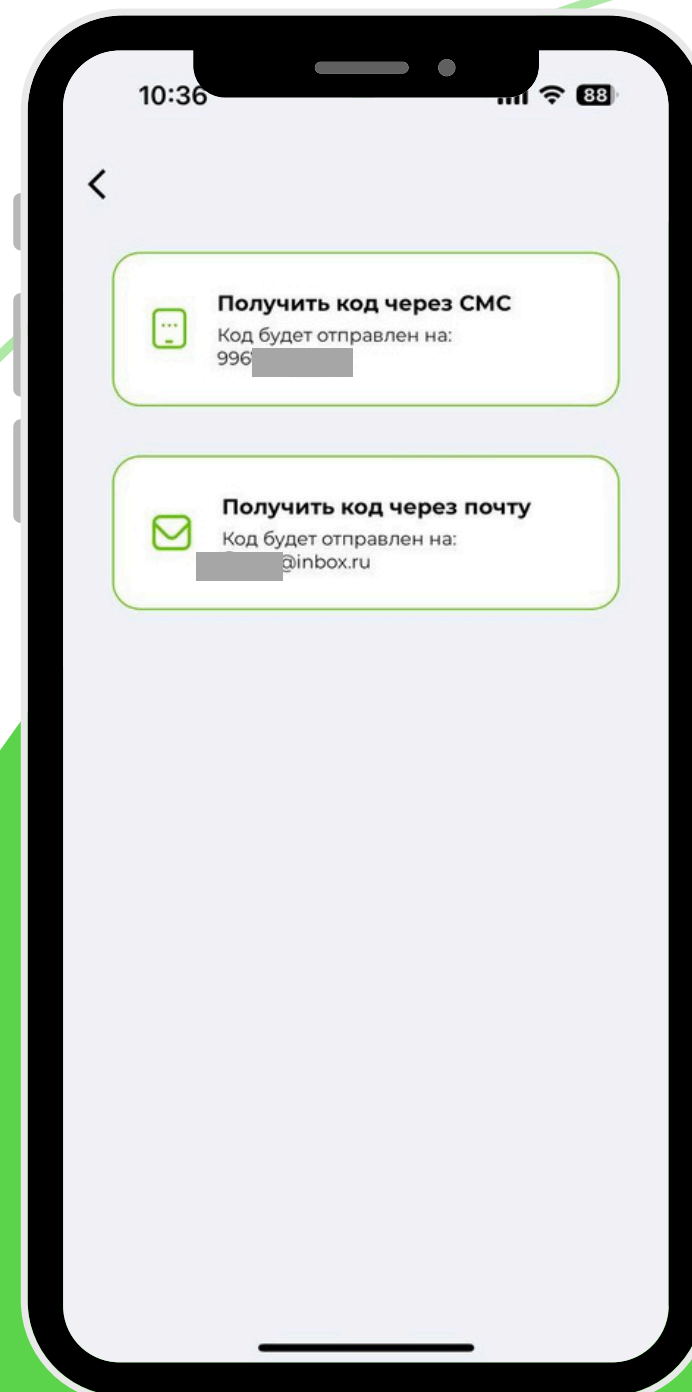 10:36
88
Получить код через СМС
Код будет отправлен на:
996
Получить код через почту
Код будет отправлен на:
@inbox.ru